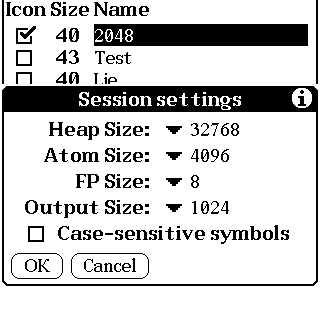 Icon Size Name
40 2048
43 Test
40 Lie
Session settings
Heap Size: 32768
Atom Size: 4096
FP Size: 8
Output Size: 1024
Case-sensitive symbols
OK Cancel